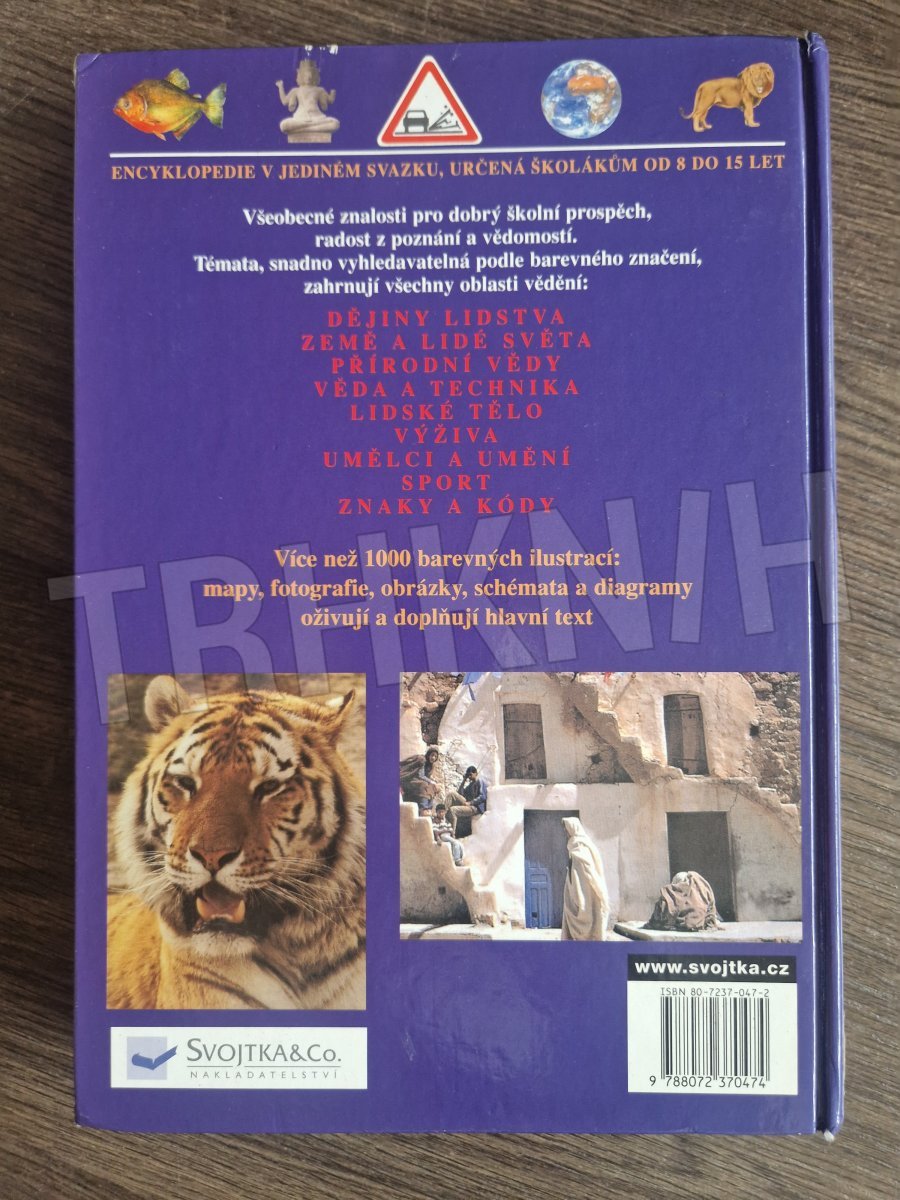 ENCYKLOPEDIE V JEDINÉM SVAZKU, URČENÁ ŠKOLÁKŮM OD 8 DO 15 LET
Všeobecné znalosti pro dobrý školní prospěch,
radost z poznání a vědomostí.
Témata, snadno vyhledavatelná podle barevného značení,
zahrnují všechny oblasti vědění:
DĚJINY LIDSTVA
ZEMĚ A LIDÉ SVĚTA
PŘÍRODNÍ VĚDY
VĚDA A TECHNIKA
LIDSKÉ TĚLO
VÝŽIVA
UMĚLCI A UMĚNÍ
SPORT
ZNAKY A KÓDY
Více než 1000 barevných ilustrací:
mapy, fotografie, obrázky, schémata a diagramy
oživují a doplňují hlavní text
TRHKNIH
www.svojtka.cz
ISBN 80-7237-047-2
9 788072 370474
SVOJTKA&CO.
NAKLADATELSTVÍ